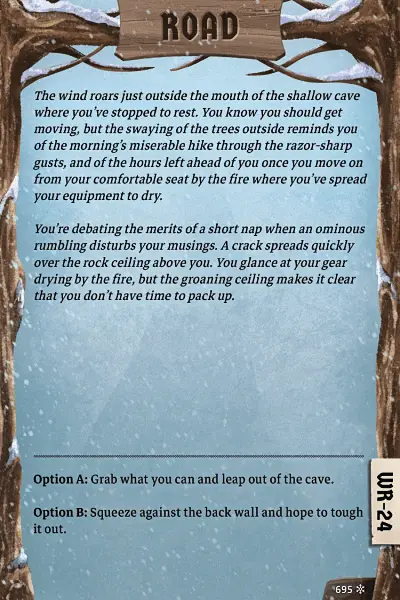 ROAD
The wind roars just outside the mouth of the shallow cave
where you've stopped to rest. You know you should get
moving, but the swaying of the trees outside reminds you
of the morning's miserable hike through the razor-sharp
gusts, and of the hours left ahead of you once you move on
from your comfortable seat by the fire where you've spread
your equipment to dry.
You're debating the merits of a short nap when an ominous
rumbling disturbs your musings. A crack spreads quickly
over the rock ceiling above you. You glance at your gear
drying by the fire, but the groaning ceiling makes it clear
that you don't have time to pack up.
Option A: Grab what you can and leap out of the cave.
Option B: Squeeze against the back wall and hope to tough
it out.
WR-24
695